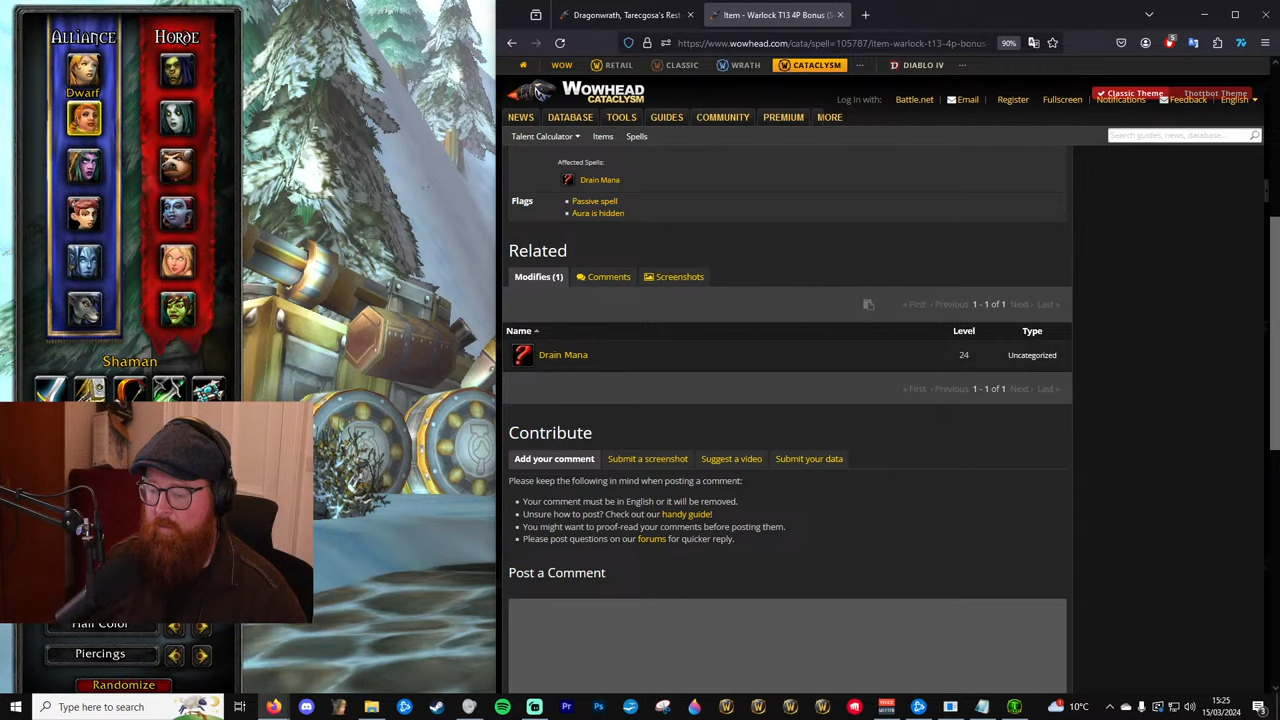 Alliance
Horde
Dwarf
Shaman
Hair Color
Piercings
Randomize
Dragonwrath, Tarecgosa's Rest
Item - Warlock T13 4P Bonus (
https://www.wowhead.com/cata/spell=1057
warlock-t13-4p-bonus
90%
5
WOW
RETAIL
CLASSIC
WRATH
CATACLYSM
DIABLO IV
WOWHEAD
CATACLYSM
Classic Theme
Thottbot Theme
Log In with
Battle.net
Email
Register
Fullscreen
Notifications
Feedback
English
NEWS
DATABASE
TOOLS
GUIDES
COMMUNITY
PREMIUM
MORE
Talent Calculator
Items
Spells
Search guides, news, database...
Affected Spells:
Drain Mana
Flags
Passive spell
Aura is hidden
Related
Modifies (1)
Comments
Screenshots
« First ‹ Previous 1 - 1 of 1 Next › Last »
Name
Level
Type
Drain Mana
24
Uncategorized
« First ‹ Previous 1 - 1 of 1 Next › Last »
Contribute
Add your comment
Submit a screenshot
Suggest a video
Submit your data
Please keep the following in mind when posting a comment:
Your comment must be in English or it will be removed.
Unsure how to post? Check out our handy guide!
You might want to proof-read your comments before posting them.
Please post questions on our forums for quicker reply.
Post a Comment
Type here to search
10°C
15:25
15/03/2024